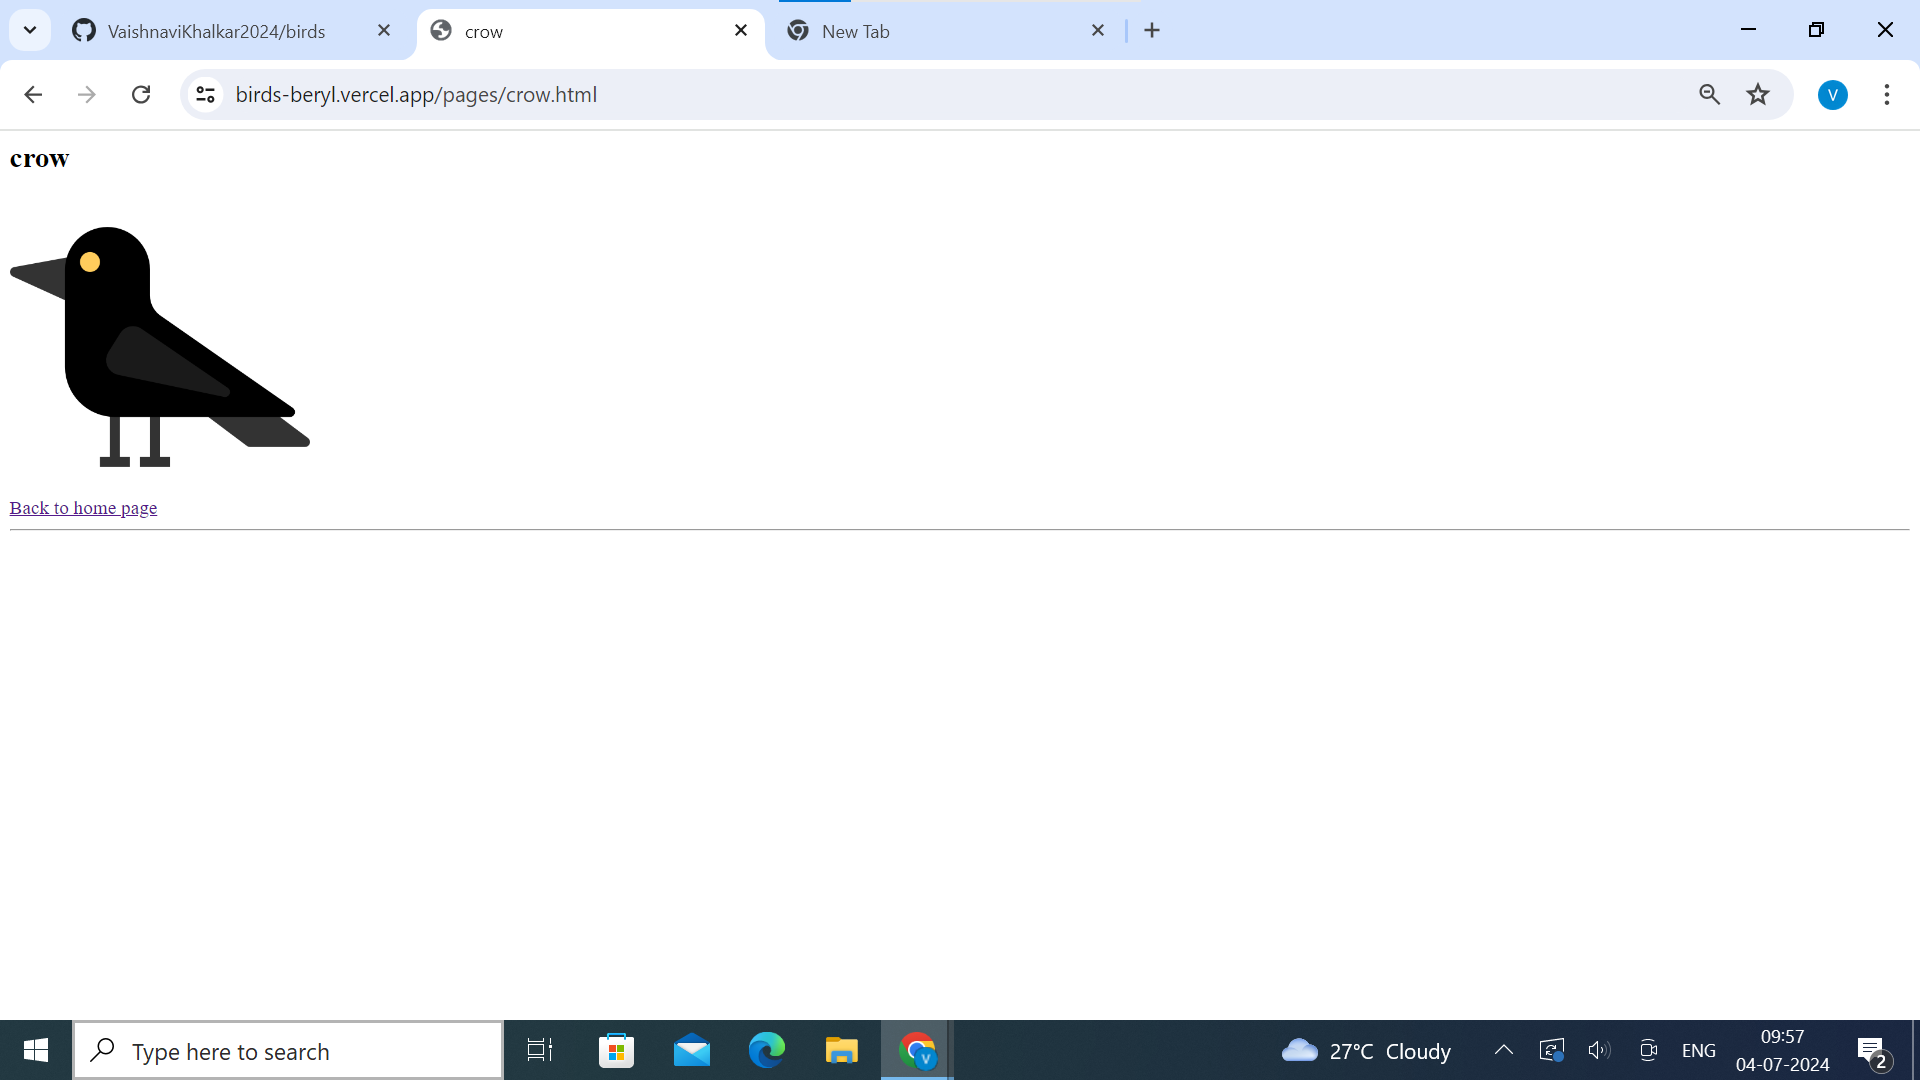 VaishnaviKhalkar2024/birds
crow
New Tab
birds-beryl.vercel.app/pages/crow.html
V
crow
Back to home page
Type here to search
V
27°C Cloudy
ENG
09:57
04-07-2024
2